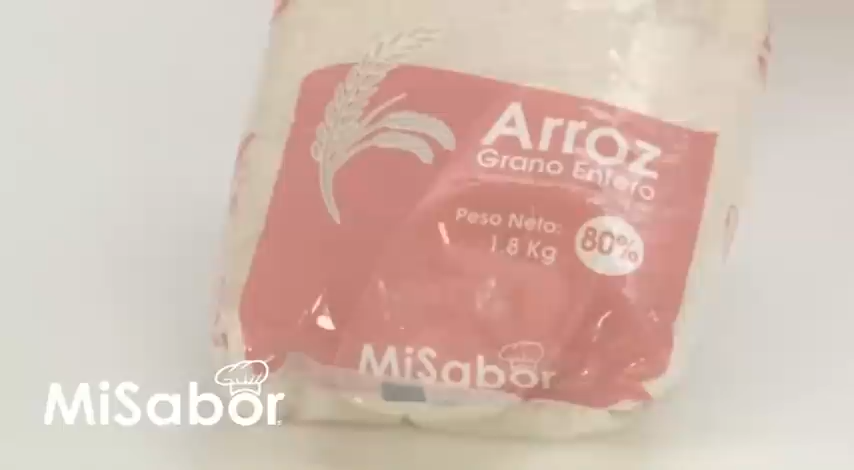 Arroz
Grano Entero
Peso Neto:
1.8 Kg
80%
MiSabor
MiSabor